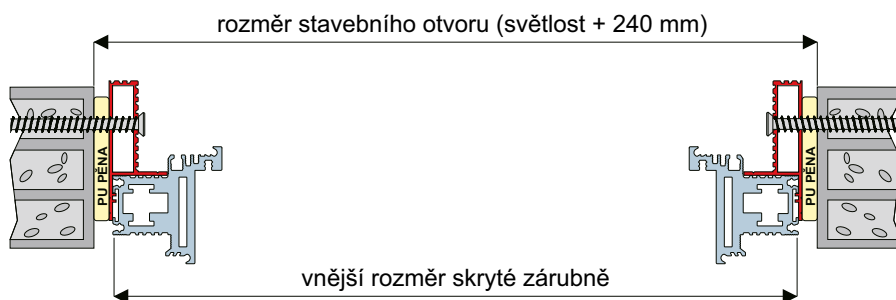 rozměr stavebního otvoru (světlost + 240 mm)
PU PĚNA
PU PĚNA
vnější rozměr skryté zárubně